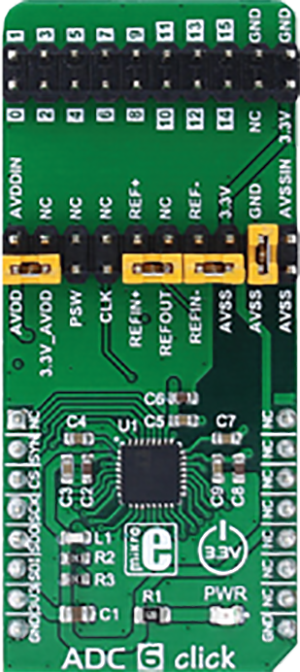 1 3 5 7 9 11 13 15 GND GND
0 2 4 6 8 10 12 14 NC 3.3V
AVDDIN NC NC NC REF+ NC REF- 3.3V GND AVSSIN
AVDD 3.3V_AVDD PSW CLK REFIN+ REFOUT REFIN- AVSS AVSS AVSS
C6
NC C4 U1 C5 C7 NC
SYN NC
CS C3 C2 C9 C8 NC
SCK NC
SDO L1 NC
SDI R2 mikro e 3.3V NC
3V3 R3 NC
GND C1 R1 PWR GND
ADC 6 click